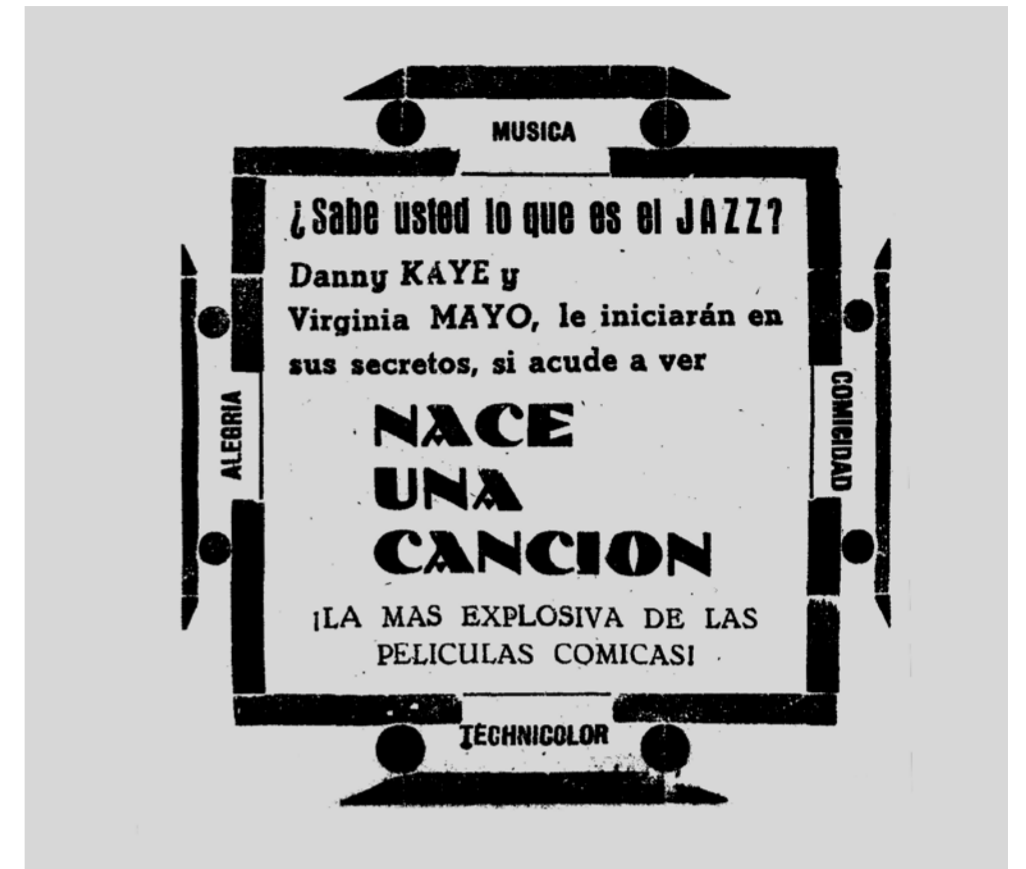 MUSICA
¿Sabe usted lo que es el JAZZ?
Danny KAYE y
Virginia MAYO, le iniciarán en
sus secretos, si acude a ver
NACE
UNA
CANCION
¡LA MAS EXPLOSIVA DE LAS
PELICULAS COMICAS!
ALEGRIA
COMICIDAD
TECHNICOLOR